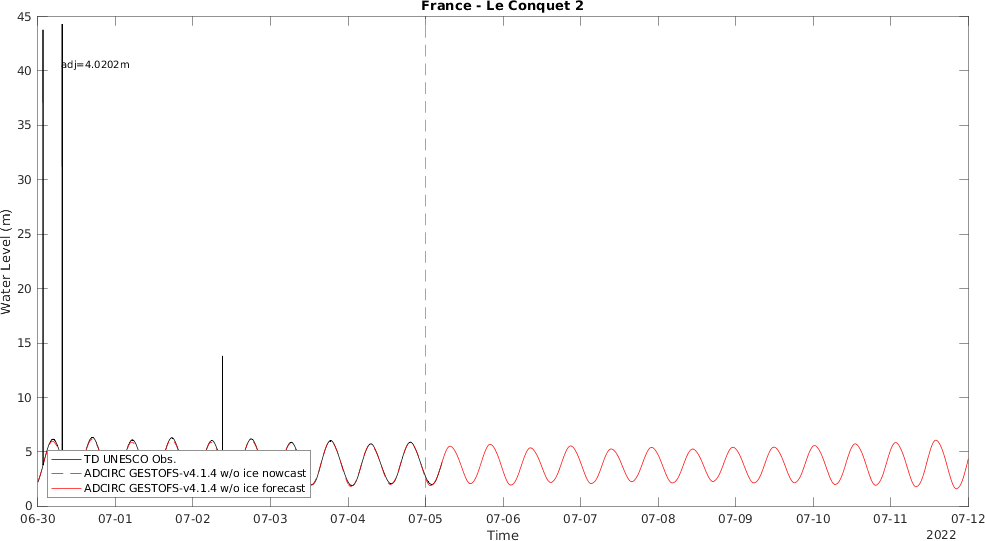 France - Le Conquet 2
45
40
35
30
25
20
15
10
5
0
Water Level (m)
adj=4.0202m
TD UNESCO Obs.
ADCIRC GESTOFS-v4.1.4 w/o ice nowcast
ADCIRC GESTOFS-v4.1.4 w/o ice forecast
06-30 07-01 07-02 07-03 07-04 07-05 07-06 07-07 07-08 07-09 07-10 07-11 07-12
Time
2022